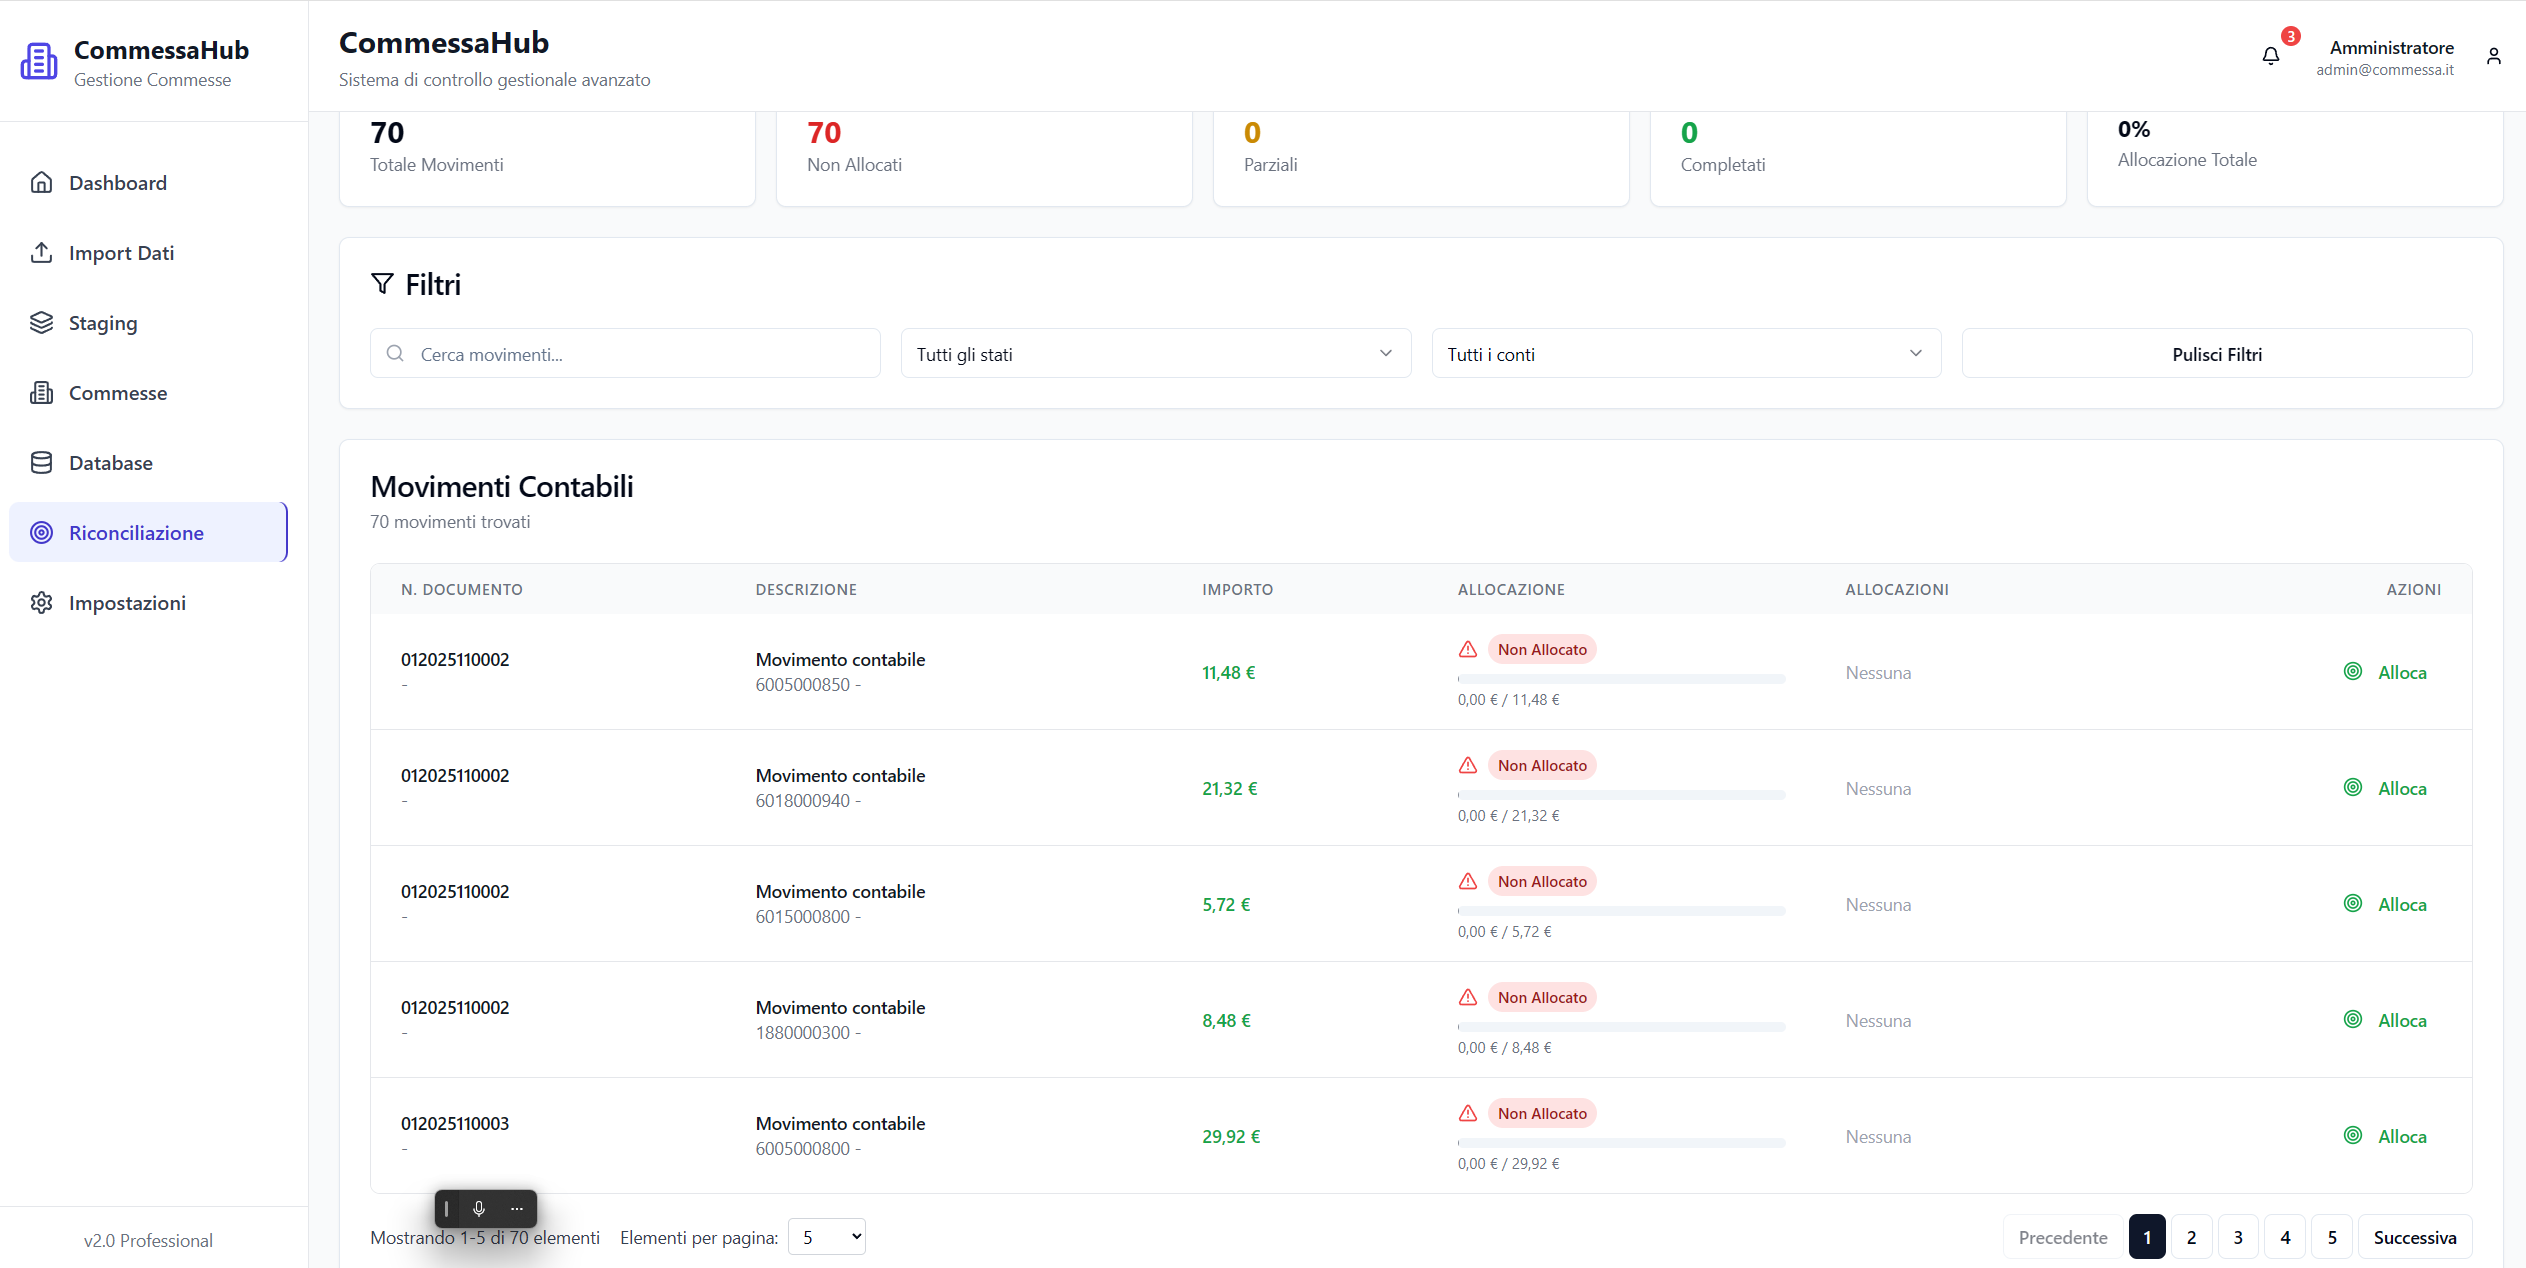 CommessaHub
Gestione Commesse
Dashboard
Import Dati
Staging
Commesse
Database
Riconciliazione
Impostazioni
v2.0 Professional
CommessaHub
Sistema di controllo gestionale avanzato
3
Amministratore
admin@commessa.it
70
Totale Movimenti
70
Non Allocati
0
Parziali
0
Completati
0%
Allocazione Totale
Filtri
Cerca movimenti...
Tutti gli stati
Tutti i conti
Pulisci Filtri
Movimenti Contabili
70 movimenti trovati
N. DOCUMENTO DESCRIZIONE IMPORTO ALLOCAZIONE ALLOCAZIONI AZIONI
012025110002
-
Movimento contabile
6005000850 -
11,48 €
Non Allocato
0,00 € / 11,48 €
Nessuna
Alloca
012025110002
-
Movimento contabile
6018000940 -
21,32 €
Non Allocato
0,00 € / 21,32 €
Nessuna
Alloca
012025110002
-
Movimento contabile
6015000800 -
5,72 €
Non Allocato
0,00 € / 5,72 €
Nessuna
Alloca
012025110002
-
Movimento contabile
1880000300 -
8,48 €
Non Allocato
0,00 € / 8,48 €
Nessuna
Alloca
012025110003
-
Movimento contabile
6005000800 -
29,92 €
Non Allocato
0,00 € / 29,92 €
Nessuna
Alloca
Mostrando 1-5 di 70 elementi Elementi per pagina: 5
Precedente 1 2 3 4 5 Successiva